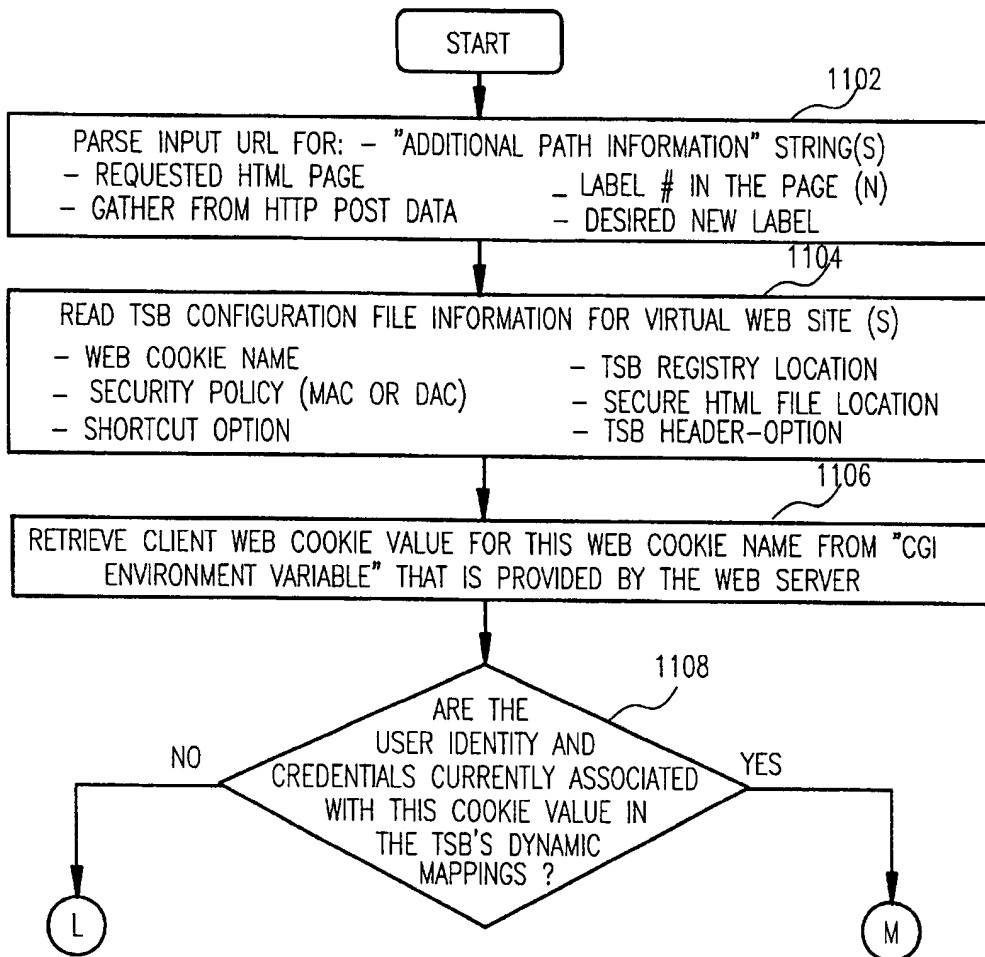 START
1102
PARSE INPUT URL FOR: - "ADDITIONAL PATH INFORMATION" STRING(S)
- REQUESTED HTML PAGE
- LABEL # IN THE PAGE (N)
- GATHER FROM HTTP POST DATA
- DESIRED NEW LABEL
1104
READ TSB CONFIGURATION FILE INFORMATION FOR VIRTUAL WEB SITE (S)
- WEB COOKIE NAME
- TSB REGISTRY LOCATION
- SECURITY POLICY (MAC OR DAC)
- SECURE HTML FILE LOCATION
- SHORTCUT OPTION
- TSB HEADER-OPTION
1106
RETRIEVE CLIENT WEB COOKIE VALUE FOR THIS WEB COOKIE NAME FROM "CGI
ENVIRONMENT VARIABLE" THAT IS PROVIDED BY THE WEB SERVER
1108
ARE THE
USER IDENTITY AND
CREDENTIALS CURRENTLY ASSOCIATED
WITH THIS COOKIE VALUE IN
THE TSB'S DYNAMIC
MAPPINGS ?
NO
YES
L
M